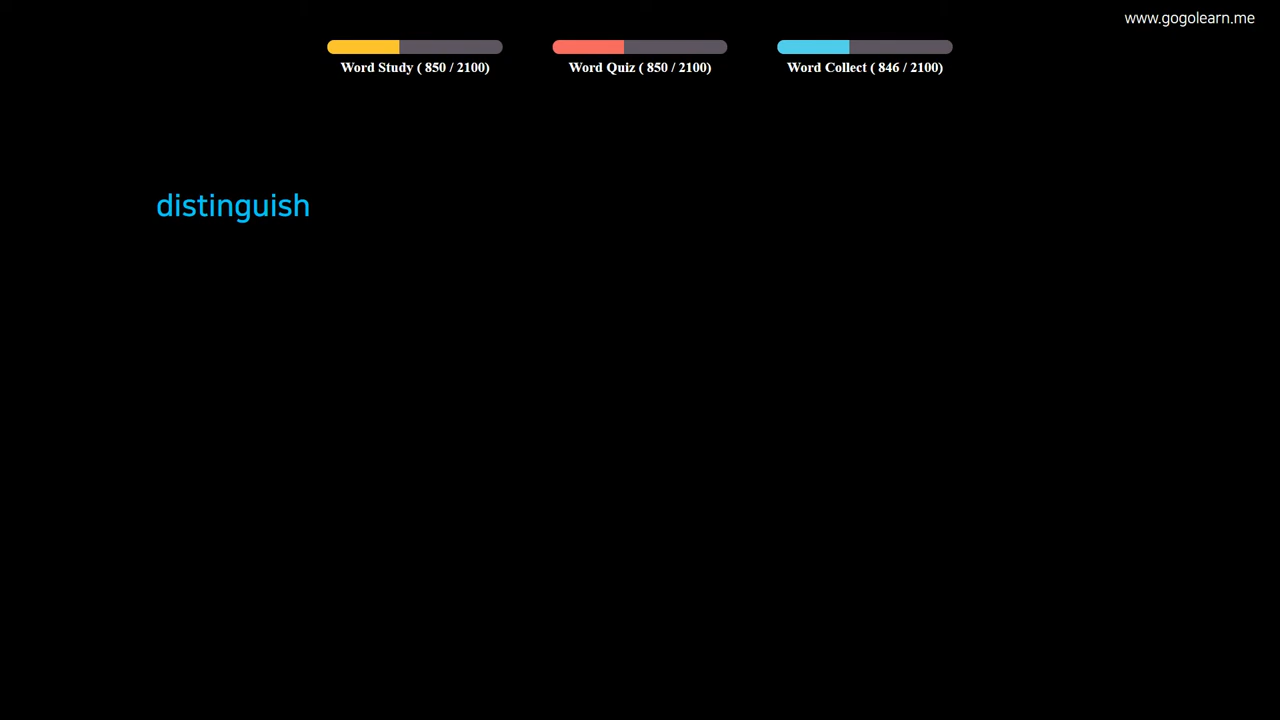 www.gogolearn.me
Word Study ( 850 / 2100)
Word Quiz ( 850 / 2100)
Word Collect ( 846 / 2100)
distinguish